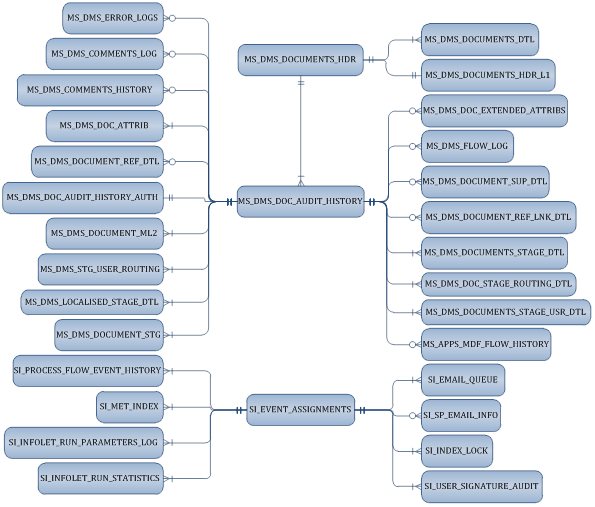 MS_DMS_ERROR_LOGS
MS_DMS_COMMENTS_LOG
MS_DMS_COMMENTS_HISTORY
MS_DMS_DOC_ATTRIB
MS_DMS_DOCUMENT_REF_DTL
MS_DMS_DOC_AUDIT_HISTORY_AUTH
MS_DMS_DOCUMENT_ML2
MS_DMS_STG_USER_ROUTING
MS_DMS_LOCALISED_STAGE_DTL
MS_DMS_DOCUMENT_STG
SI_PROCESS_FLOW_EVENT_HISTORY
SI_MET_INDEX
SI_INFOLET_RUN_PARAMETERS_LOG
SI_INFOLET_RUN_STATISTICS
MS_DMS_DOCUMENTS_HDR
MS_DMS_DOC_AUDIT_HISTORY
SI_EVENT_ASSIGNMENTS
MS_DMS_DOCUMENTS_DTL
MS_DMS_DOCUMENTS_HDR_L1
MS_DMS_DOC_EXTENDED_ATTRIBS
MS_DMS_FLOW_LOG
MS_DMS_DOCUMENT_SUP_DTL
MS_DMS_DOCUMENT_REF_LNK_DTL
MS_DMS_DOCUMENTS_STAGE_DTL
MS_DMS_DOC_STAGE_ROUTING_DTL
MS_DMS_DOCUMENTS_STAGE_USR_DTL
MS_APPS_MDF_FLOW_HISTORY
SI_EMAIL_QUEUE
SI_SP_EMAIL_INFO
SI_INDEX_LOCK
SI_USER_SIGNATURE_AUDIT